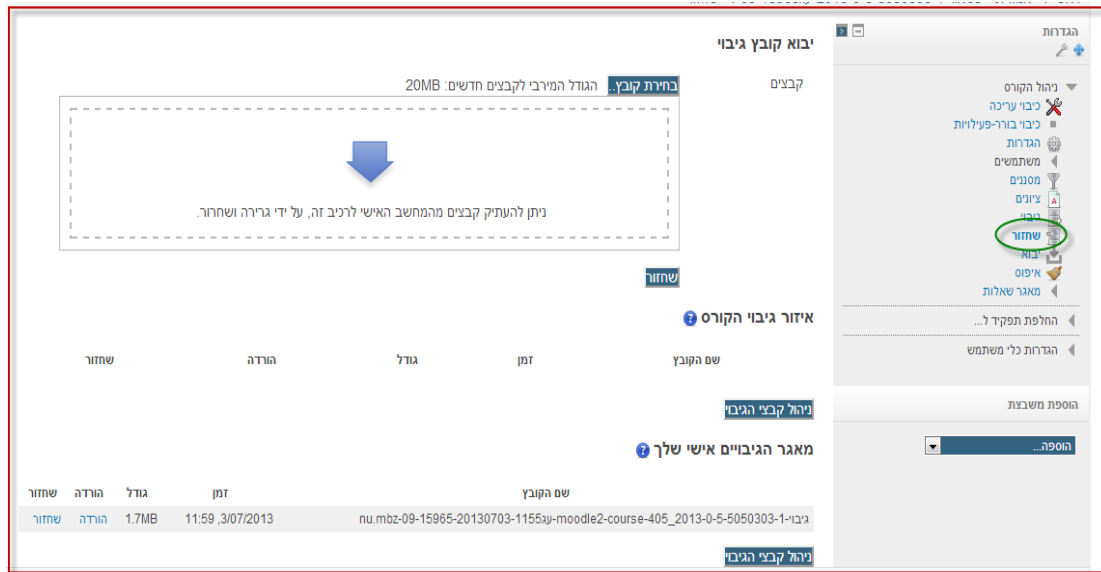 הגדרות
ניהול הקורס
כיבוי עריכה
כיבוי בורר-פעילויות
הגדרות
משתמשים
מסננים
ציונים
גיבוי
שחזור
יבוא
איפוס
מאגר שאלות
החלפת תפקיד ל...
הגדרות כלי משתמש
הוספת משבצת
הוספה...
יבוא קובץ גיבוי
קבצים
בחירת קובץ... הגודל המירבי לקבצים חדשים: 20MB
ניתן להעתיק קבצים מהמחשב האישי לרכיב זה, על ידי גרירה ושחרור.
שחזור
איזור גיבוי הקורס
שם הקובץ זמן גודל הורדה שחזור
ניהול קבצי הגיבוי
מאגר הגיבויים אישי שלך
שם הקובץ זמן גודל הורדה שחזור
גיבוי-moodle2-course-405_2013-0-5-5050303-1-עג1155-nu.mbz-09-15965-20130703 3/07/2013, 11:59 1.7MB הורדה שחזור
ניהול קבצי הגיבוי